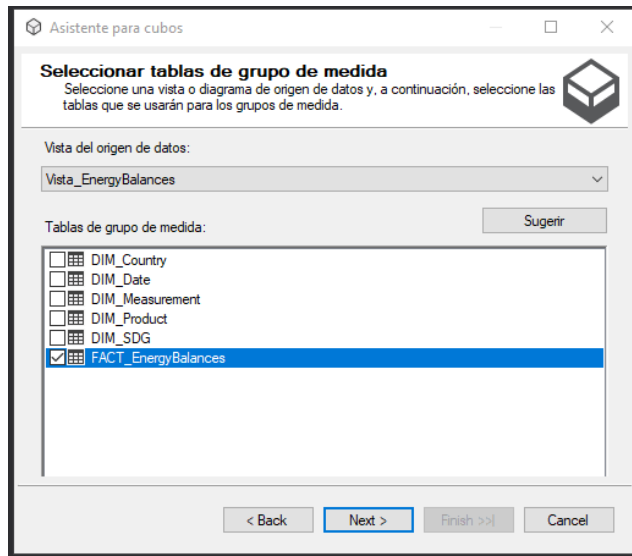 Asistente para cubos
Seleccionar tablas de grupo de medida
Seleccione una vista o diagrama de origen de datos y, a continuación, seleccione las
tablas que se usarán para los grupos de medida.
Vista del origen de datos:
Vista_EnergyBalances
Tablas de grupo de medida:
Sugerir
DIM_Country
DIM_Date
DIM_Measurement
DIM_Product
DIM_SDG
FACT_EnergyBalances
< Back
Next >
Finish >>|
Cancel